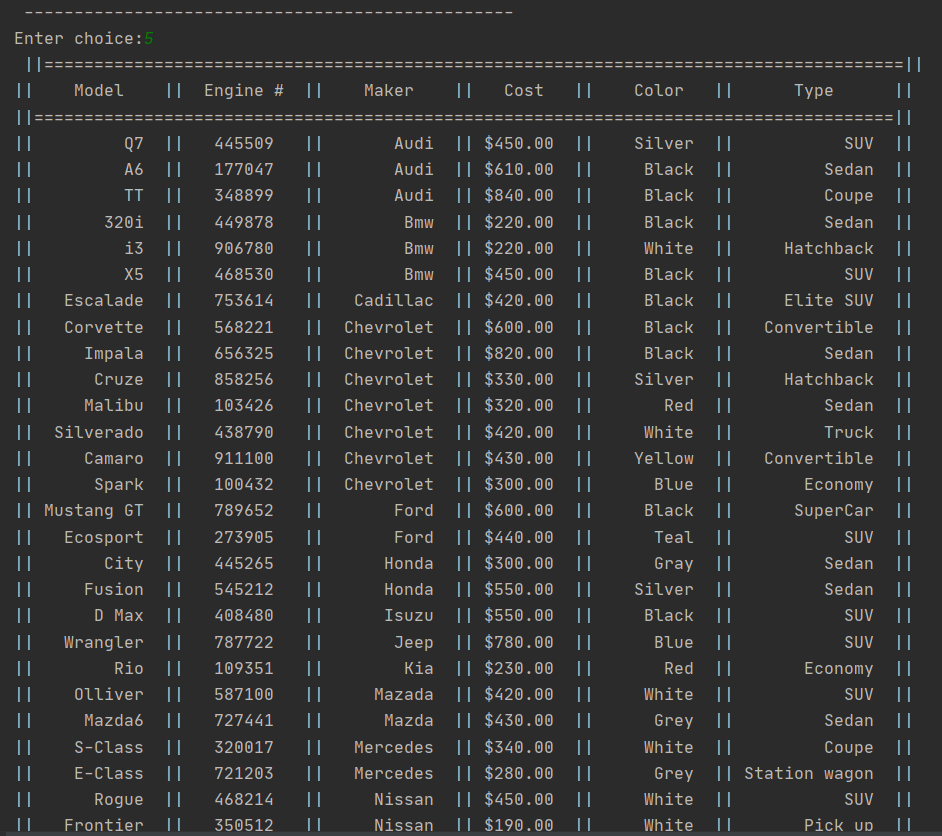 --------------------------------------------------
Enter choice:5
||======================================================================================||
||    Model    ||  Engine #  ||    Maker    ||   Cost   ||    Color   ||      Type      ||
||======================================================================================||
||         Q7  ||   445509   ||       Audi  || $450.00  ||    Silver  ||           SUV  ||
||         A6  ||   177047   ||       Audi  || $610.00  ||     Black  ||         Sedan  ||
||         TT  ||   348899   ||       Audi  || $840.00  ||     Black  ||         Coupe  ||
||       320i  ||   449878   ||        Bmw  || $220.00  ||     Black  ||         Sedan  ||
||         i3  ||   906780   ||        Bmw  || $220.00  ||     White  ||     Hatchback  ||
||         X5  ||   468530   ||        Bmw  || $450.00  ||     Black  ||           SUV  ||
||   Escalade  ||   753614   ||   Cadillac  || $420.00  ||     Black  ||     Elite SUV  ||
||   Corvette  ||   568221   ||  Chevrolet  || $600.00  ||     Black  ||   Convertible  ||
||     Impala  ||   656325   ||  Chevrolet  || $820.00  ||     Black  ||         Sedan  ||
||      Cruze  ||   858256   ||  Chevrolet  || $330.00  ||    Silver  ||     Hatchback  ||
||     Malibu  ||   103426   ||  Chevrolet  || $320.00  ||       Red  ||         Sedan  ||
||  Silverado  ||   438790   ||  Chevrolet  || $420.00  ||     White  ||         Truck  ||
||     Camaro  ||   911100   ||  Chevrolet  || $430.00  ||    Yellow  ||   Convertible  ||
||      Spark  ||   100432   ||  Chevrolet  || $300.00  ||      Blue  ||       Economy  ||
|| Mustang GT  ||   789652   ||       Ford  || $600.00  ||     Black  ||      SuperCar  ||
||   Ecosport  ||   273905   ||       Ford  || $440.00  ||      Teal  ||           SUV  ||
||       City  ||   445265   ||      Honda  || $300.00  ||      Gray  ||         Sedan  ||
||     Fusion  ||   545212   ||      Honda  || $550.00  ||    Silver  ||         Sedan  ||
||      D Max  ||   408480   ||      Isuzu  || $550.00  ||     Black  ||           SUV  ||
||   Wrangler  ||   787722   ||       Jeep  || $780.00  ||      Blue  ||           SUV  ||
||        Rio  ||   109351   ||        Kia  || $230.00  ||       Red  ||       Economy  ||
||    Olliver  ||   587100   ||     Mazada  || $420.00  ||     White  ||           SUV  ||
||     Mazda6  ||   727441   ||      Mazda  || $430.00  ||      Grey  ||         Sedan  ||
||    S-Class  ||   320017   ||   Mercedes  || $340.00  ||     White  ||         Coupe  ||
||    E-Class  ||   721203   ||   Mercedes  || $280.00  ||      Grey  || Station wagon  ||
||      Rogue  ||   468214   ||     Nissan  || $450.00  ||     White  ||           SUV  ||
||   Frontier  ||   350512   ||     Nissan  || $190.00  ||     White  ||       Pick up  ||